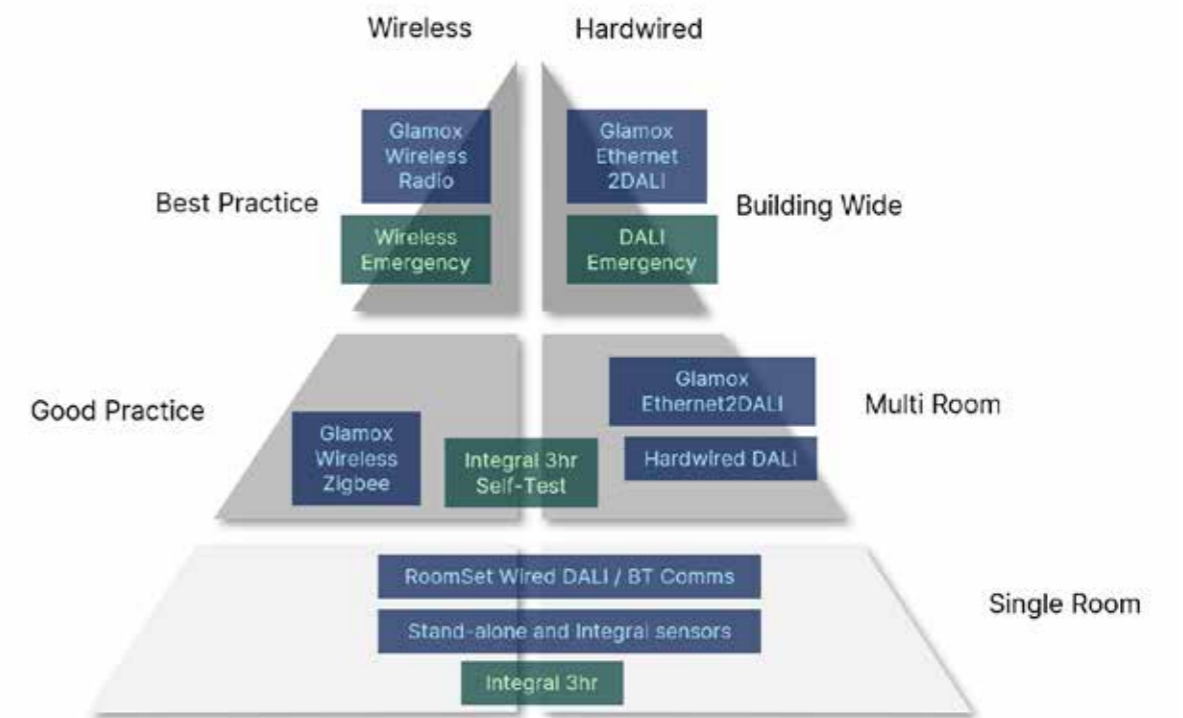 Wireless
Hardwired
Glamox
Wireless
Radio
Glamox
Ethernet
2DALI
Best Practice
Building Wide
Wireless
Emergency
DALI
Emergency
Good Practice
Glamox
Wireless
Zigbee
Integral 3hr
Self-Test
Glamox
Ethernet2DALI
Hardwired DALI
Multi Room
RoomSet Wired DALI / BT Comms
Stand-alone and Integral sensors
Integral 3hr
Single Room